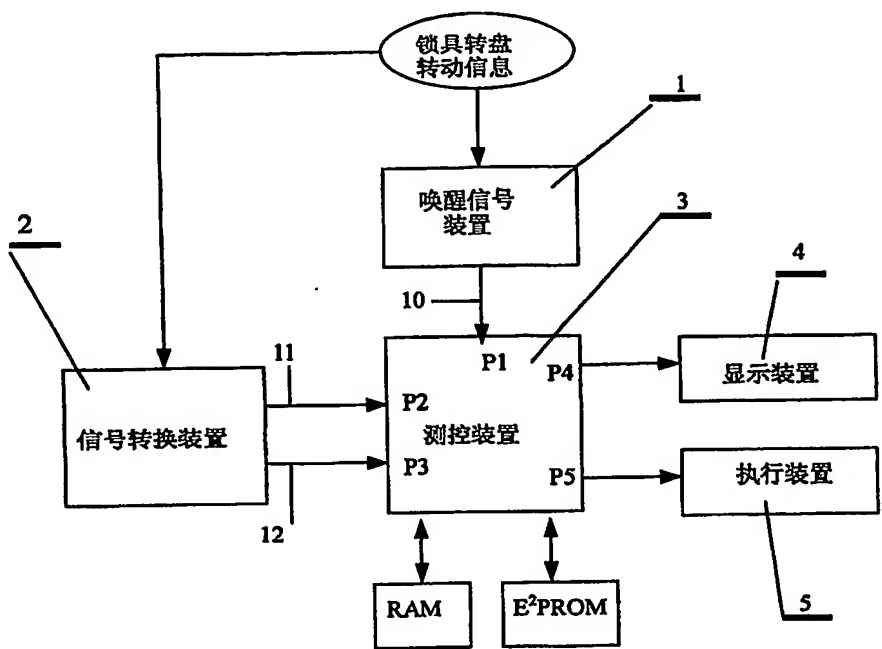 锁具转盘
转动信息
1
唤醒信号
装置
2
3
4
10
P1
11
P4
显示装置
P2
信号转换装置
测控装置
P3
P5
执行装置
12
RAM
E²PROM
5